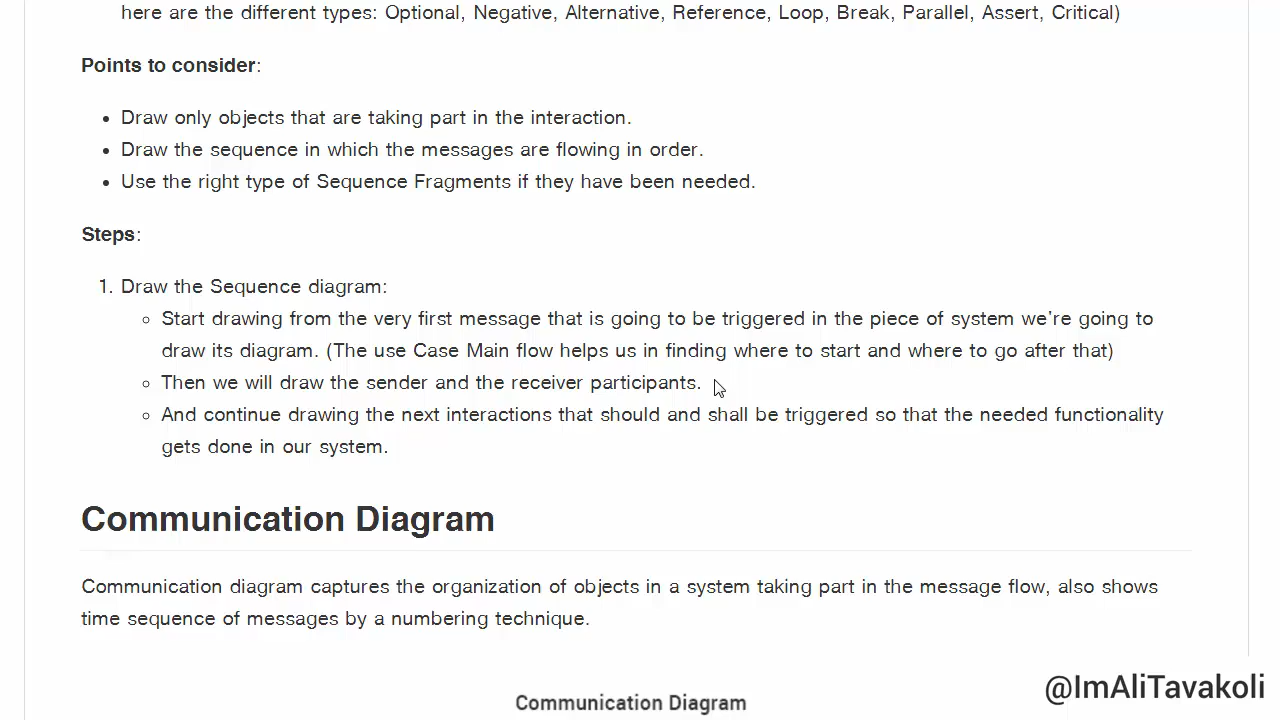 here are the different types: Optional, Negative, Alternative, Reference, Loop, Break, Parallel, Assert, Critical)
Points to consider:
• Draw only objects that are taking part in the interaction.
• Draw the sequence in which the messages are flowing in order.
• Use the right type of Sequence Fragments if they have been needed.
Steps:
1. Draw the Sequence diagram:
◦ Start drawing from the very first message that is going to be triggered in the piece of system we're going to
draw its diagram. (The use Case Main flow helps us in finding where to start and where to go after that)
◦ Then we will draw the sender and the receiver participants.
◦ And continue drawing the next interactions that should and shall be triggered so that the needed functionality
gets done in our system.
Communication Diagram
Communication diagram captures the organization of objects in a system taking part in the message flow, also shows
time sequence of messages by a numbering technique.
Communication Diagram
@ImAliTavakoli